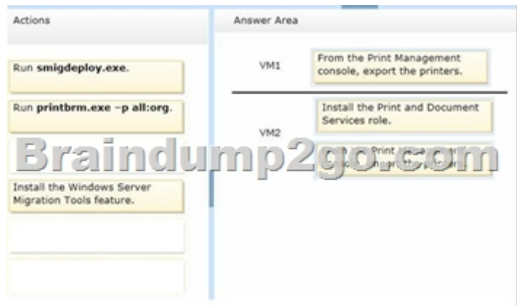 Actions
Answer Area
Run smigdeploy.exe.
VM1
From the Print Management
console, export the printers.
Run printbrm.exe –p all:org.
Install the Print and Document
Services role.
VM2
Braindump2go.com
Install the Windows Server
Migration Tools feature.